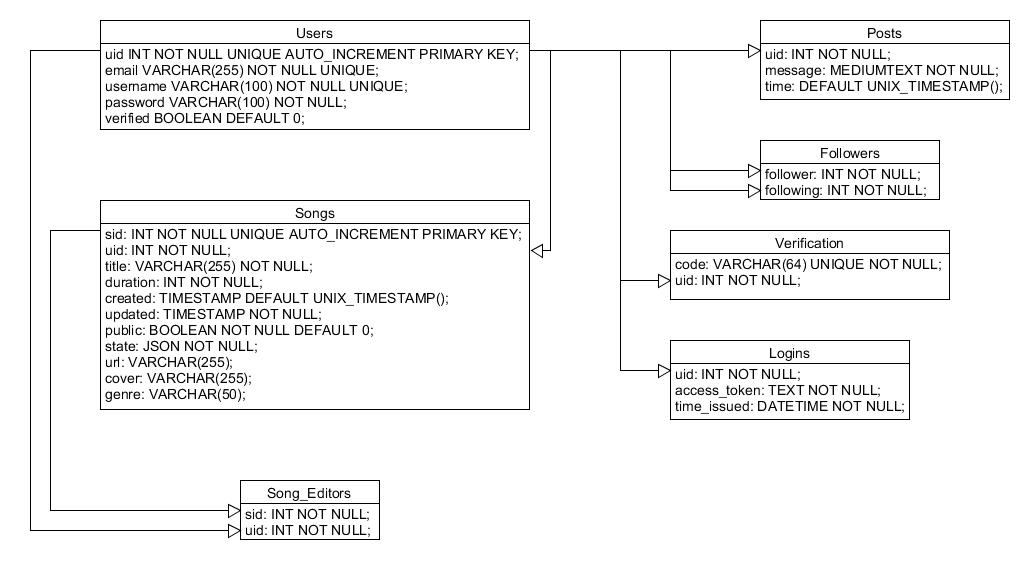 Users
uid INT NOT NULL UNIQUE AUTO_INCREMENT PRIMARY KEY;
email VARCHAR(255) NOT NULL UNIQUE;
username VARCHAR(100) NOT NULL UNIQUE;
password VARCHAR(100) NOT NULL;
verified BOOLEAN DEFAULT 0;
Posts
uid: INT NOT NULL;
message: MEDIUMTEXT NOT NULL;
time: DEFAULT UNIX_TIMESTAMP();
Followers
follower: INT NOT NULL;
following: INT NOT NULL;
Songs
sid: INT NOT NULL UNIQUE AUTO_INCREMENT PRIMARY KEY;
uid: INT NOT NULL;
title: VARCHAR(255) NOT NULL;
duration: INT NOT NULL;
created: TIMESTAMP DEFAULT UNIX_TIMESTAMP();
updated: TIMESTAMP NOT NULL;
public: BOOLEAN NOT NULL DEFAULT 0;
state: JSON NOT NULL;
url: VARCHAR(255);
cover: VARCHAR(255);
genre: VARCHAR(50);
Verification
code: VARCHAR(64) UNIQUE NOT NULL;
uid: INT NOT NULL;
Logins
uid: INT NOT NULL;
access_token: TEXT NOT NULL;
time_issued: DATETIME NOT NULL;
Song_Editors
sid: INT NOT NULL;
uid: INT NOT NULL;